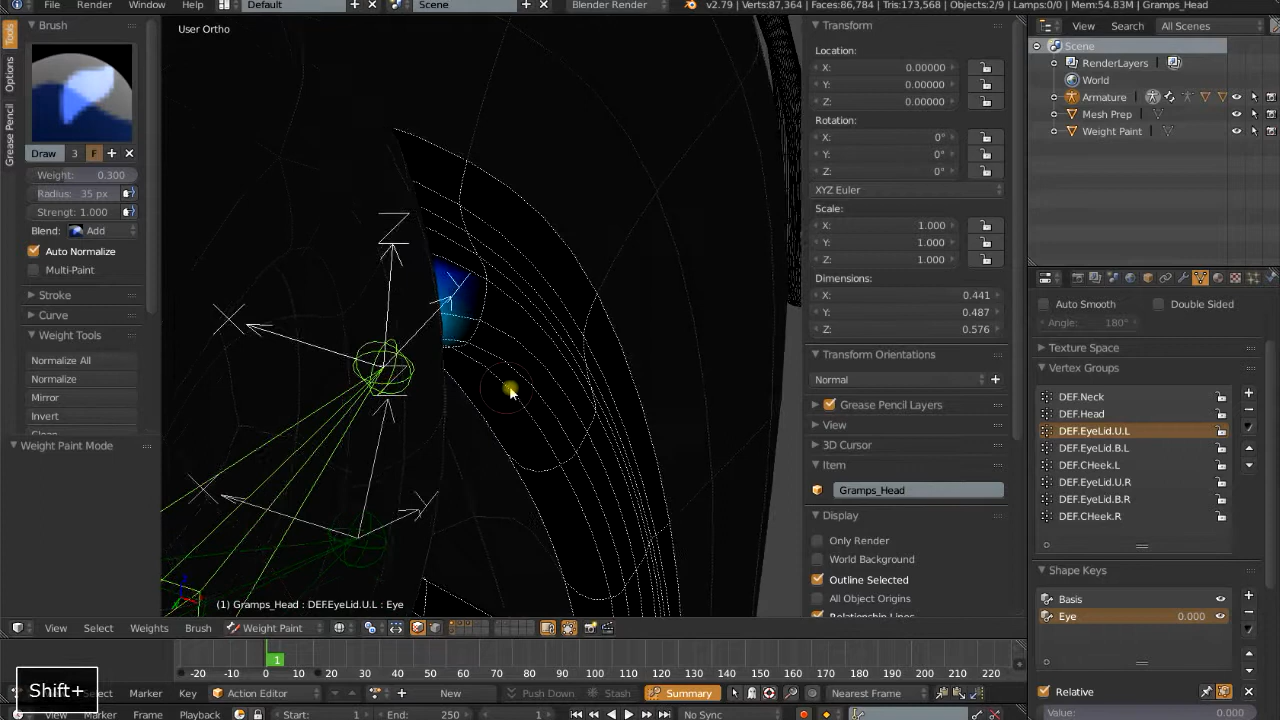 File Render Window Help Default Scene Blender Render v2.79 | Verts:87,364 | Faces:86,784 | Tris:173,568 | Objects:2/9 | Lamps:0/0 | Mem:54.83M | Gramps_Head
Tools
Options
Grease Pencil
Brush
Draw 3 F
Weight: 0.300
Radius: 35 px
Strengt: 1.000
Blend: Add
Auto Normalize
Multi-Paint
Stroke
Curve
Weight Tools
Normalize All
Normalize
Mirror
Invert
Weight Paint Mode
User Ortho
Z
X
Y
X
Y
(1) Gramps_Head : DEF.EyeLid.U.L : Eye
Transform
Location:
X: 0.00000
Y: 0.00000
Z: 0.00000
Rotation:
X: 0°
Y: 0°
Z: 0°
XYZ Euler
Scale:
X: 1.000
Y: 1.000
Z: 1.000
Dimensions:
X: 0.441
Y: 0.487
Z: 0.576
Transform Orientations
Normal
Grease Pencil Layers
View
3D Cursor
Item
Gramps_Head
Display
Only Render
World Background
Outline Selected
All Object Origins
Relationship Lines
View Search All Scenes
Scene
RenderLayers
World
Armature
Mesh Prep
Weight Paint
Auto Smooth Double Sided
Angle: 180°
Texture Space
Vertex Groups
DEF.Neck
DEF.Head
DEF.EyeLid.U.L
DEF.EyeLid.B.L
DEF.CHeek.L
DEF.EyeLid.U.R
DEF.EyeLid.B.R
DEF.CHeek.R
Shape Keys
Basis
Eye 0.000
Relative
Value: 0.000
View Select Weights Brush Weight Paint
-20 -10 0 10 20 30 40 50 60 70 80 90 100 110 120 130 140 150 160 170 180 190 200 210 220
1
Shift+
Select Marker Key Action Editor New Push Down Stash Summary Nearest Frame
View Marker Frame Playback Start: 1 End: 250 1 No Sync